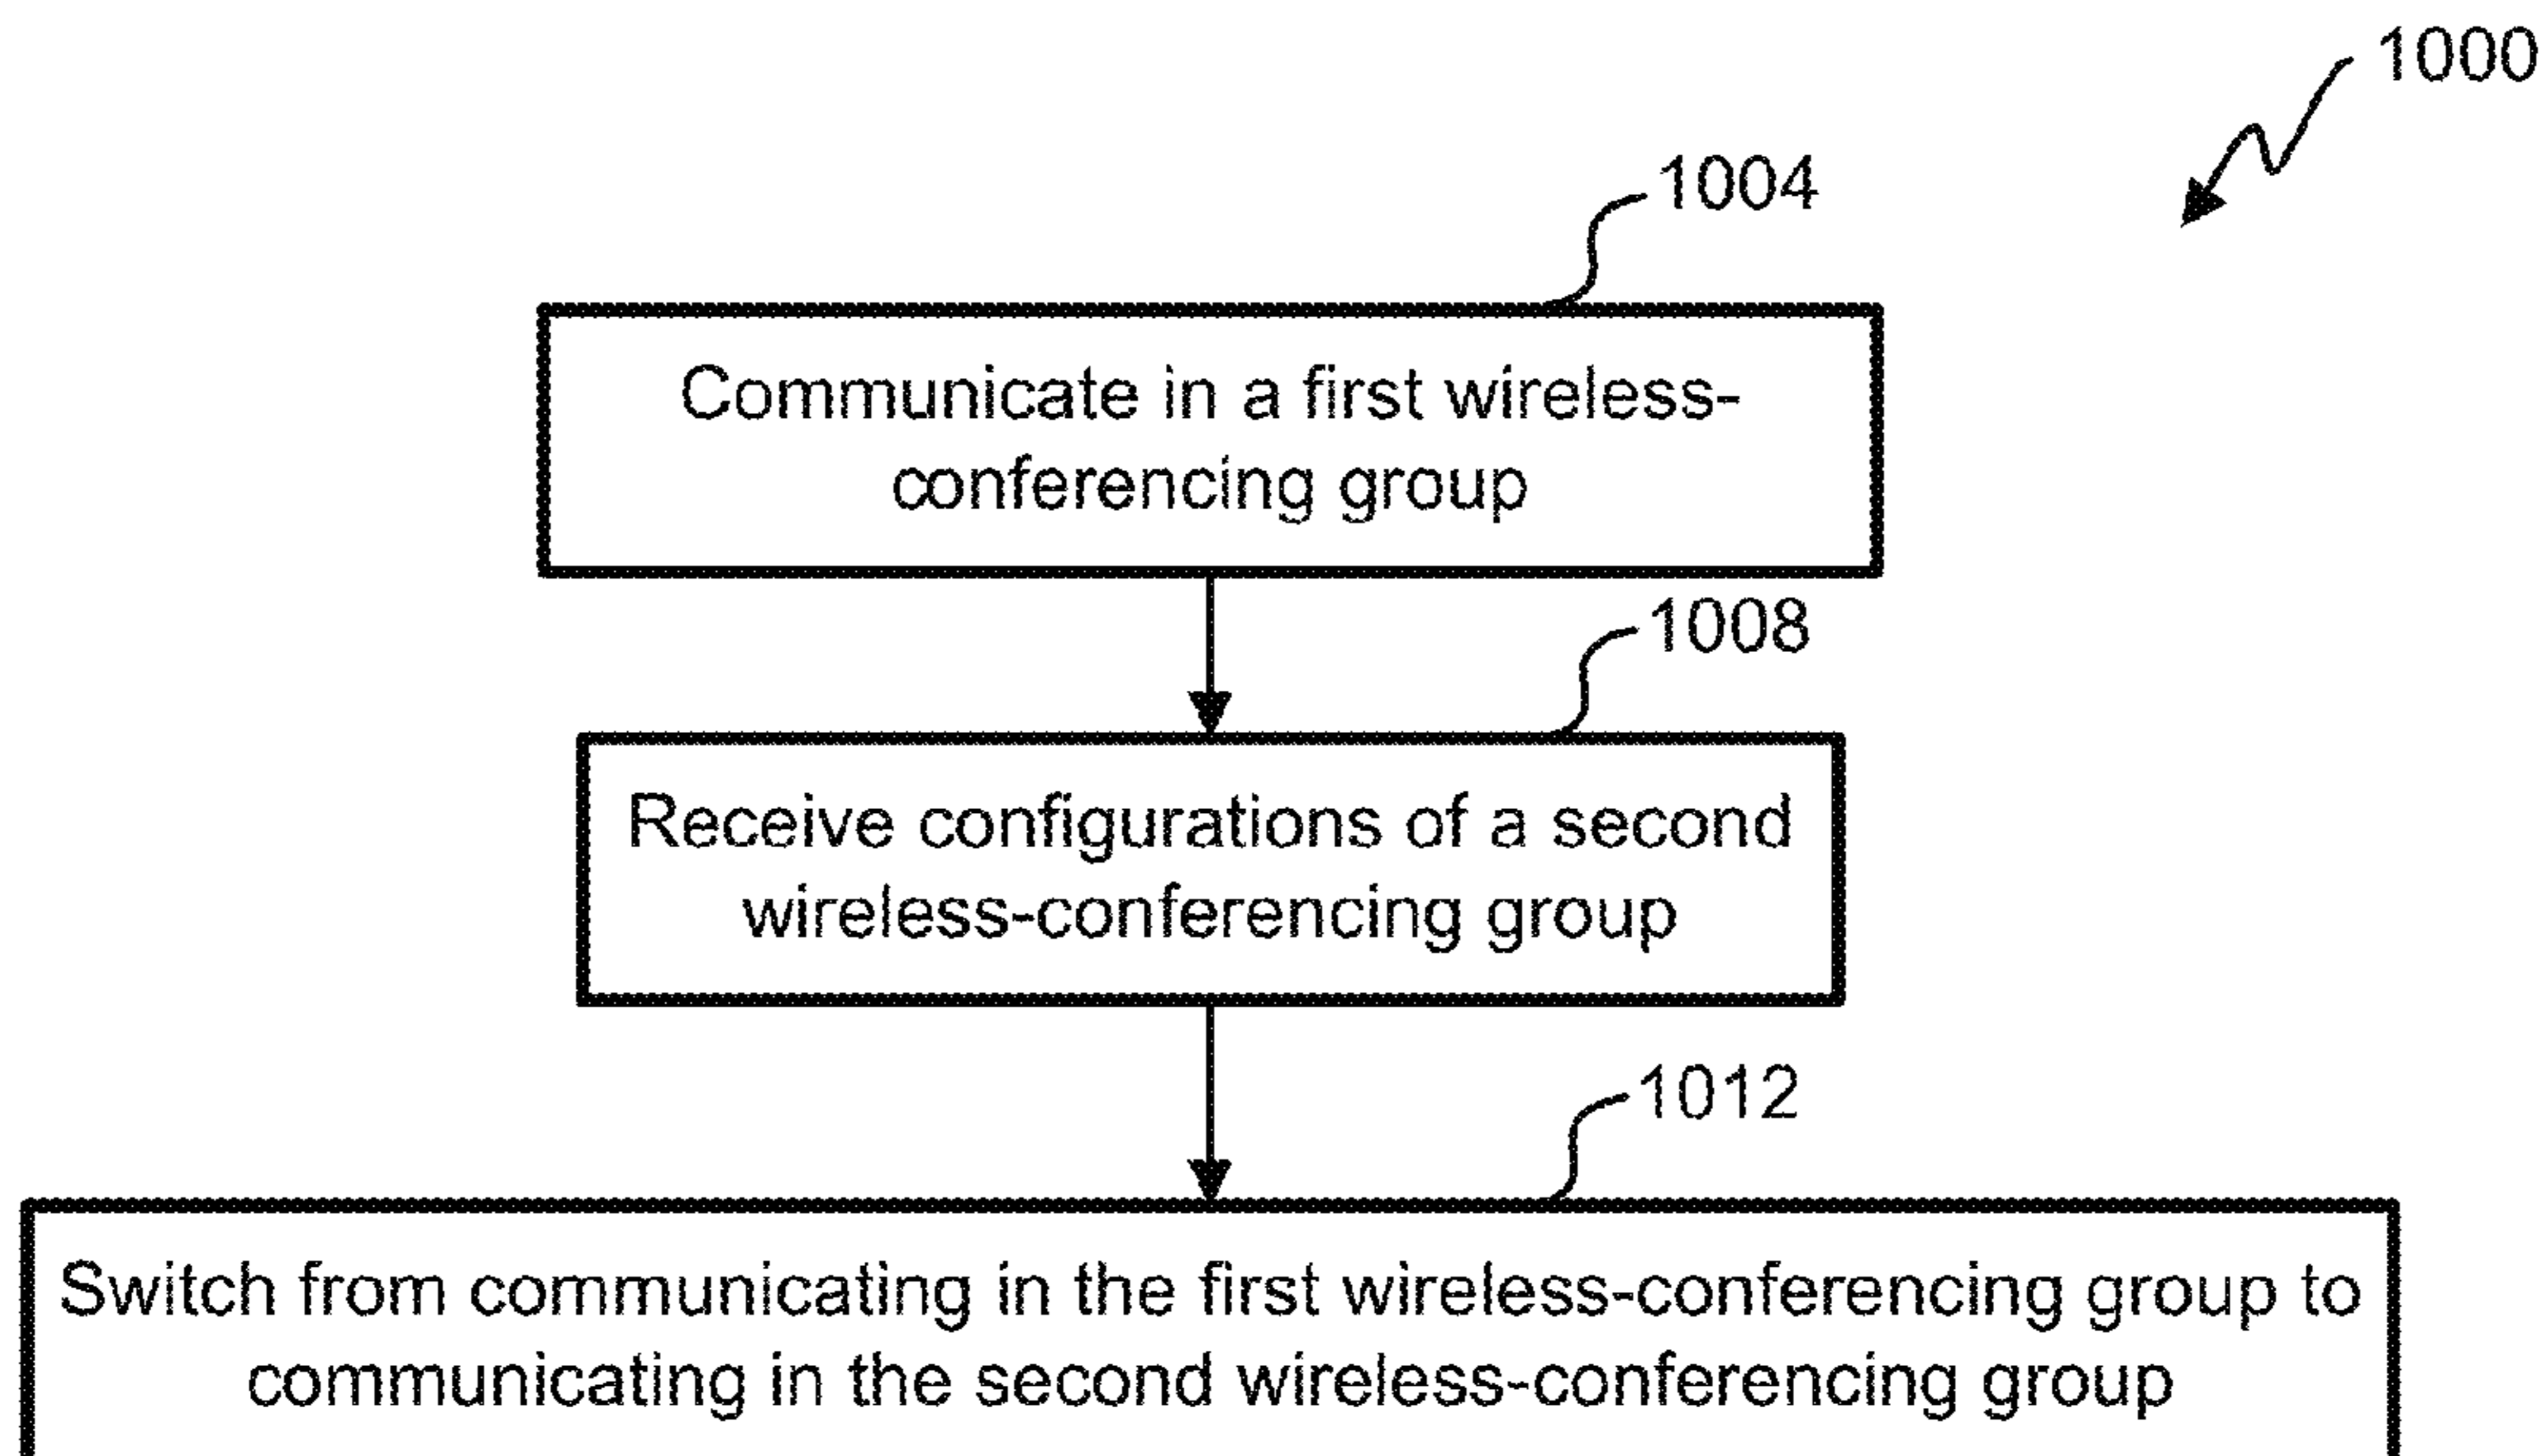 1000
1004
Communicate in a first wireless-
conferencing group
1008
Receive configurations of a second
wireless-conferencing group
1012
Switch from communicating in the first wireless-conferencing group to
communicating in the second wireless-conferencing group